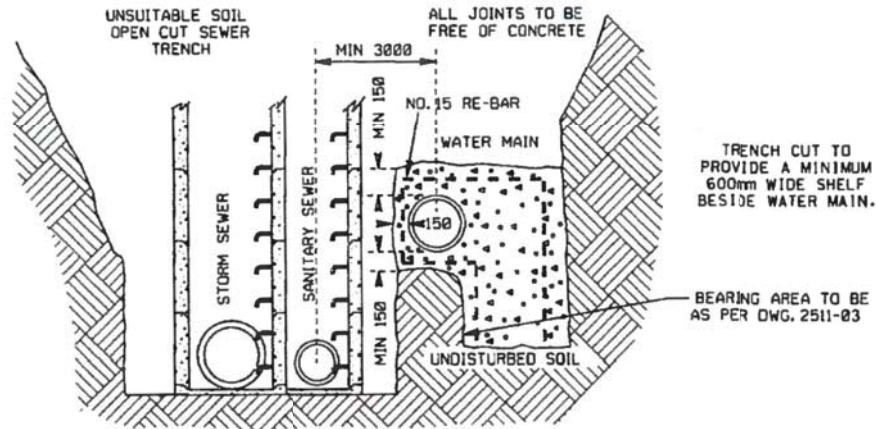 UNSUITABLE SOIL
OPEN CUT SEWER
TRENCH
ALL JOINTS TO BE
FREE OF CONCRETE
MIN 3000
MIN 150
NO. 15 RE-BAR
WATER MAIN
TRENCH CUT TO
PROVIDE A MINIMUM
600mm WIDE SHELF
BESIDE WATER MAIN.
STORM SEWER
SANITARY SEWER
150
MIN 150
BEARING AREA TO BE
AS PER DWG. 2511-03
UNDISTURBED SOIL